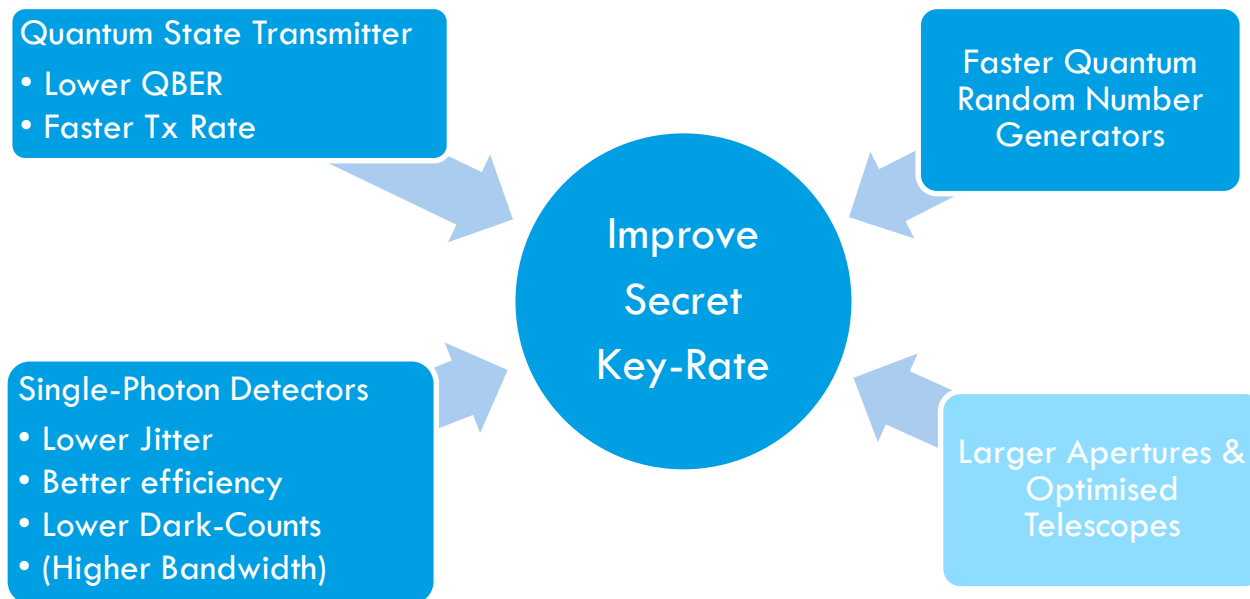 Quantum State Transmitter
• Lower QBER
• Faster Tx Rate
Faster Quantum
Random Number
Generators
Improve
Secret
Key-Rate
Single-Photon Detectors
• Lower Jitter
• Better efficiency
• Lower Dark-Counts
• (Higher Bandwidth)
Larger Apertures &
Optimised
Telescopes